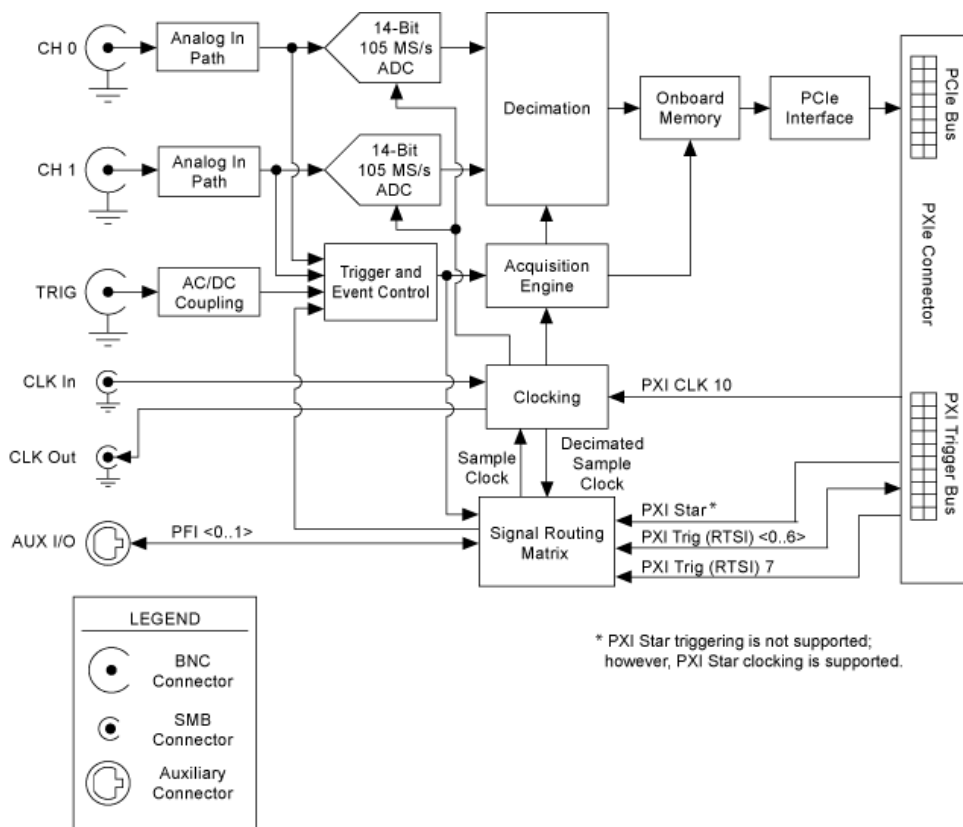 CH 0
Analog In
Path
14-Bit
105 MS/s
ADC
Decimation
Onboard
Memory
PCIe
Interface
PCIe Bus
CH 1
Analog In
Path
14-Bit
105 MS/s
ADC
PXIe Connector
TRIG
AC/DC
Coupling
Trigger and
Event Control
Acquisition
Engine
CLK In
Clocking
PXI CLK 10
PXI Trigger Bus
CLK Out
Sample
Clock
Decimated
Sample
Clock
AUX I/O
PFI <0..1>
Signal Routing
Matrix
PXI Star*
PXI Trig (RTSI) <0..6>
PXI Trig (RTSI) 7
LEGEND
BNC
Connector
SMB
Connector
Auxiliary
Connector
* PXI Star triggering is not supported;
however, PXI Star clocking is supported.